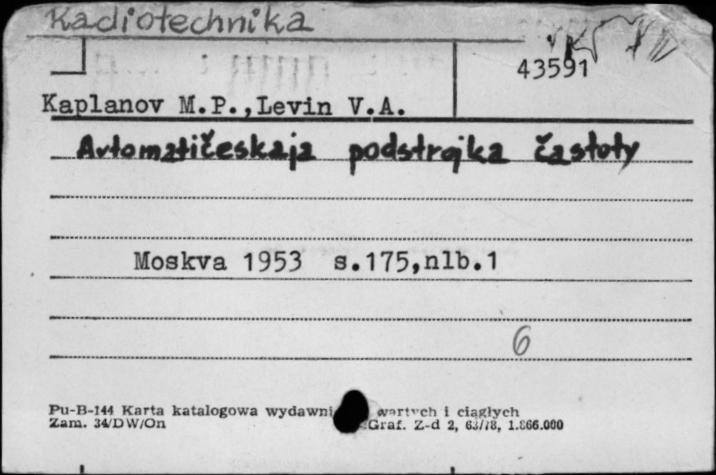 Radiotechnika
43591
Kaplanov M.P.,Levin V.A.
Avtomatičeskaja podstrojka častoty
Moskva 1953 s.175,nlb.1
6
Pu-B-144 Karta katalogowa wydawni wartych i ciągłych
Zam. 34/DW/On Graf. Z-d 2, 63/78, 1.866.000